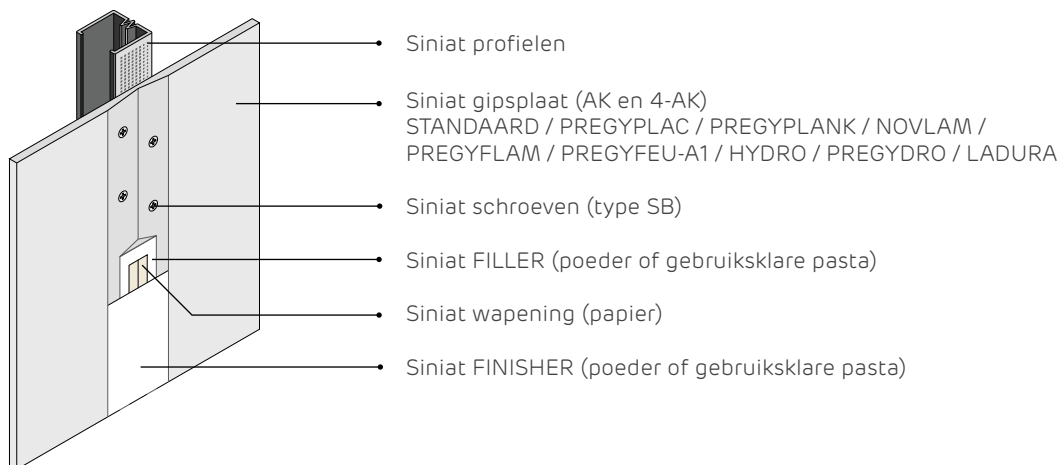 Siniat profielen
Siniat gipsplaat (AK en 4-AK)
STANDAARD / PREGYPLAC / PREGYPLANK / NOVLAM /
PREGYFLAM / PREGYFEU-A1 / HYDRO / PREGYDRO / LADURA
Siniat schroeven (type SB)
Siniat FILLER (poeder of gebruiksklare pasta)
Siniat wapening (papier)
Siniat FINISHER (poeder of gebruiksklare pasta)